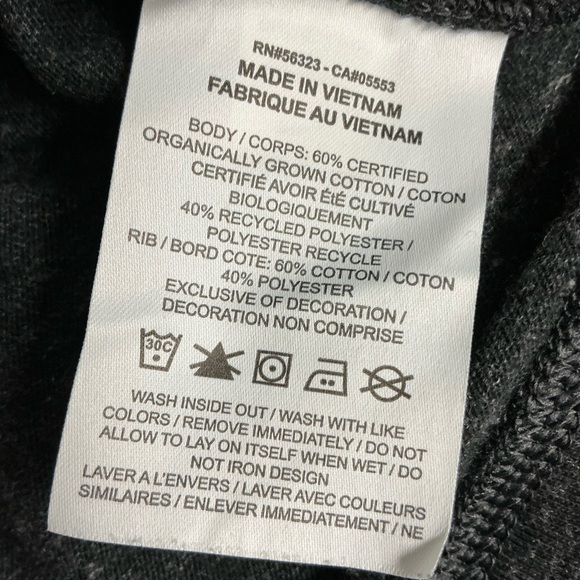 RN#56323 - CA#05553
MADE IN VIETNAM
FABRIQUE AU VIETNAM
BODY / CORPS: 60% CERTIFIED
ORGANICALLY GROWN COTTON / COTON
CERTIFIÉ AVOIR ÉtÉ CULTIVÉ
BIOLOGIQUEMENT
40% RECYCLED POLYESTER /
POLYESTER RECYCLE
RIB / BORD COTE: 60% COTTON / COTON
40% POLYESTER
EXCLUSIVE OF DECORATION /
DECORATION NON COMPRISE
30C
WASH INSIDE OUT / WASH WITH LIKE
COLORS / REMOVE IMMEDIATELY / DO NOT
ALLOW TO LAY ON ITSELF WHEN WET / DO
NOT IRON DESIGN
LAVER A L'ENVERS / LAVER AVEC COULEURS
SIMILAIRES / ENLEVER IMMEDIATEMENT / NE